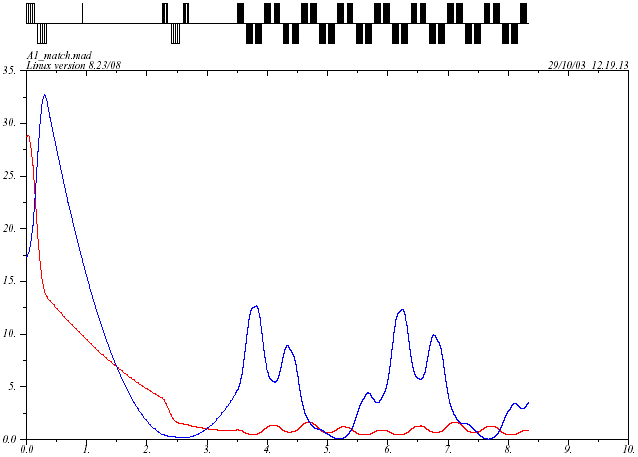 A1_match.mad
Linux version 8.23/08 29/10/03 12.19.13
35.
30.
25.
20.
15.
10.
5.
0.0
0.0 1. 2. 3. 4. 5. 6. 7. 8. 9. 10.